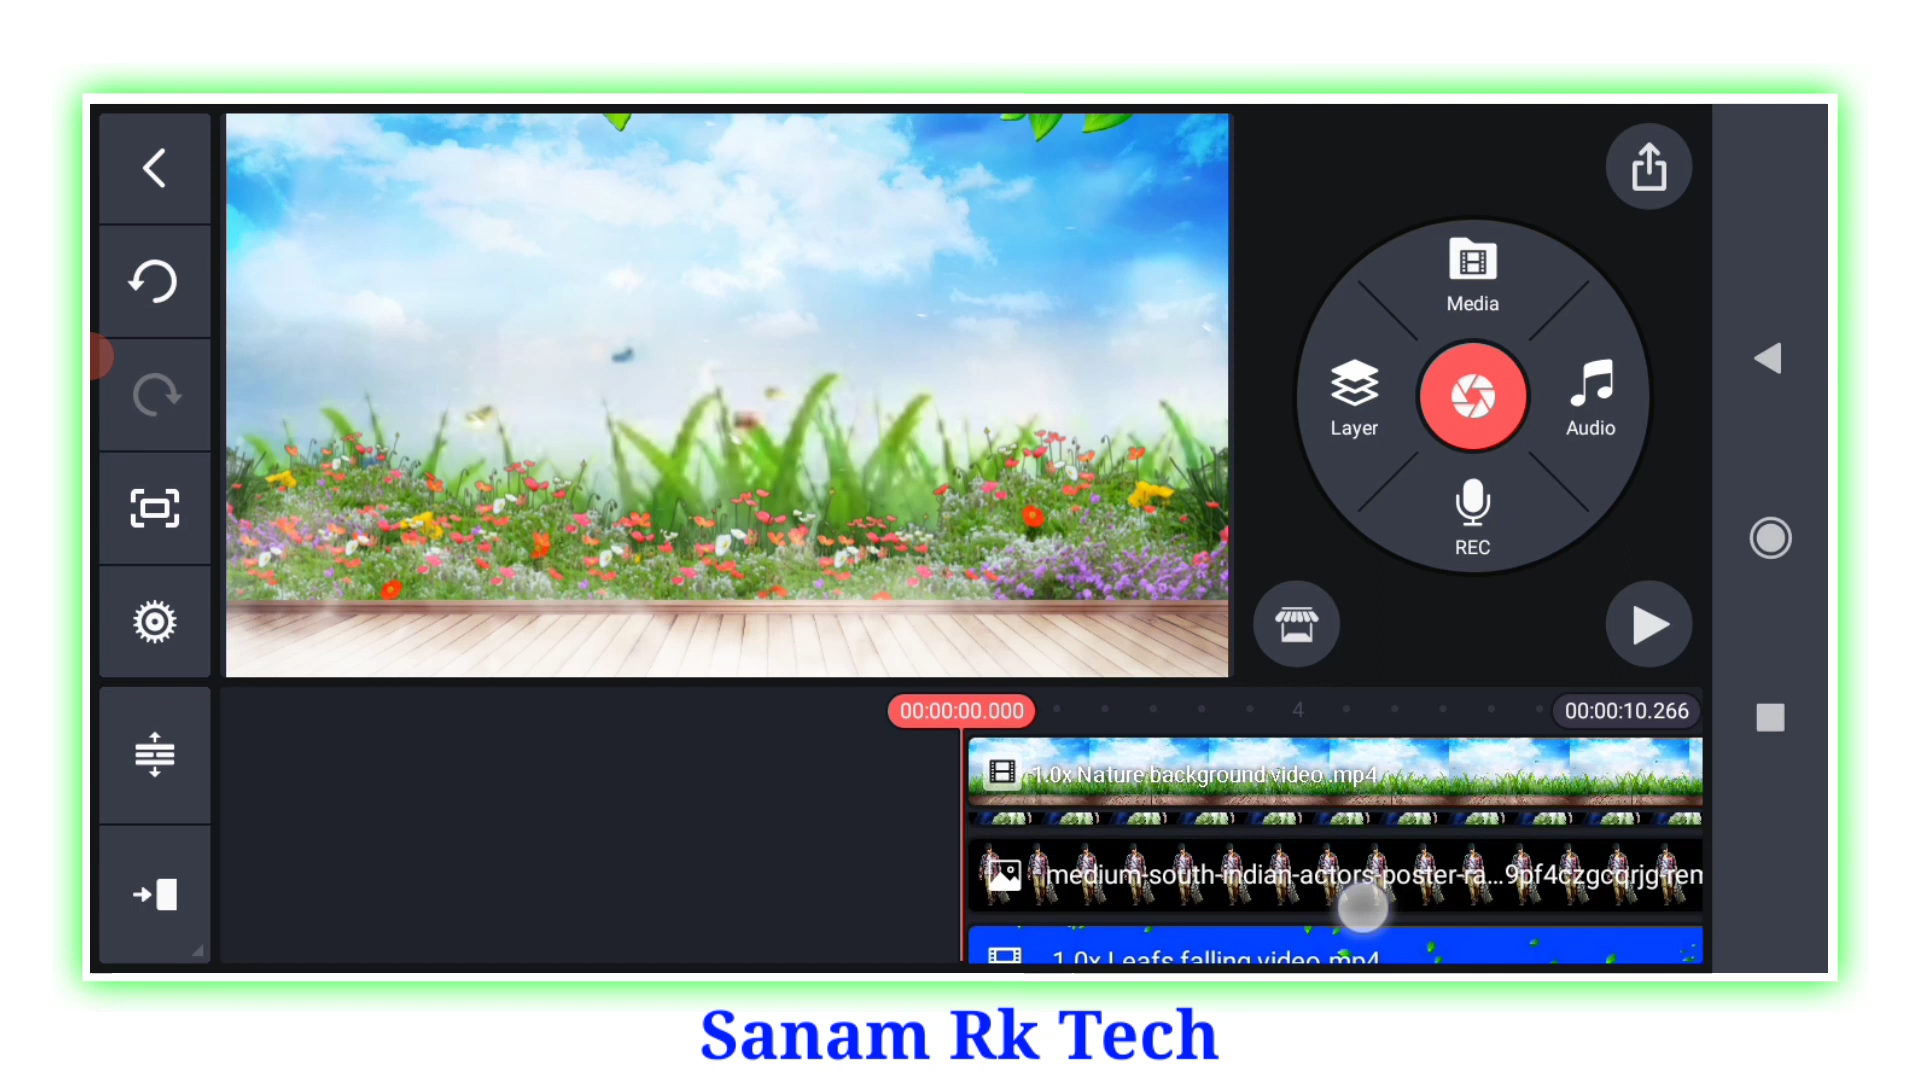 Media
Layer
Audio
REC
00:00:00.000
4
00:00:10.266
1.0x Nature background video .mp4
medium-south-indian-actors-poster-ra...9pf4czgcqrjg-rem
1.0x Leafs falling video.mp4
Sanam Rk Tech